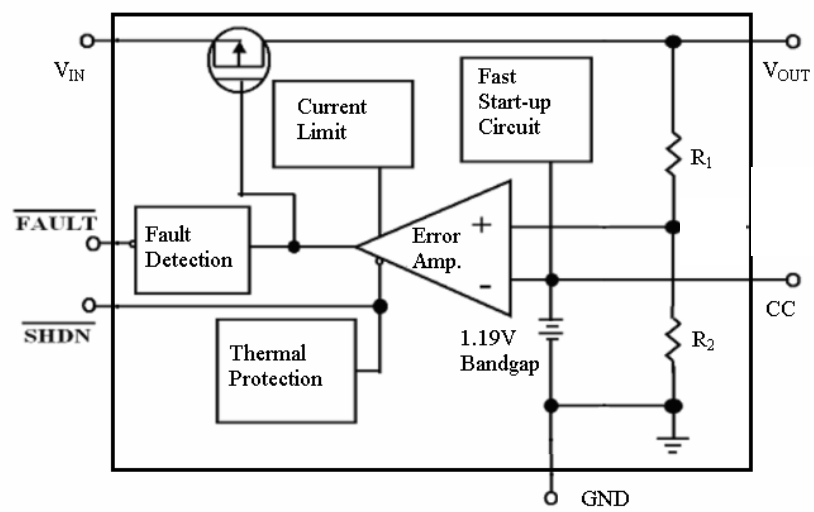 VIN
VOUT
Current
Limit
Fast
Start-up
Circuit
R1
FAULT
Fault
Detection
Error
Amp.
+
-
CC
SHDN
Thermal
Protection
1.19V
Bandgap
R2
GND